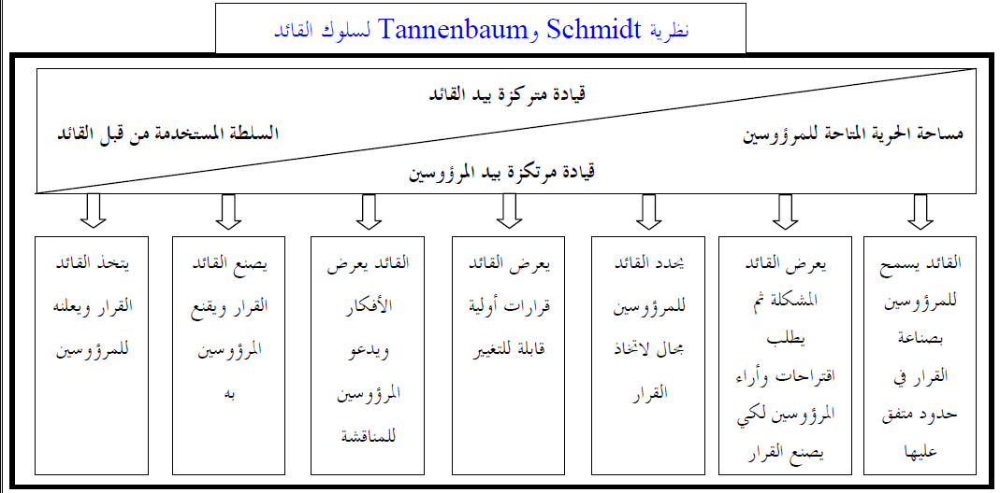 نظرية Schmidt وTannenbaum لسلوك القائد
قيادة متركزة بيد القائد
مساحة الحرية المتاحة للمرؤوسين
السلطة المستخدمة من قبل القائد
قيادة مرتكزة بيد المرؤوسين
القائد يسمح
للمرؤوسين
بصناعة
القرار في
حدود متفق
عليها
يعرض القائد
المشكلة ثم
يطلب
اقتراحات وأراء
المرؤوسين لكي
يصنع القرار
يحدد القائد
للمرؤوسين
مجال لاتخاذ
القرار
يعرض القائد
قرارات أولية
قابلة للتغيير
القائد يعرض
الأفكار
ويدعو
المرؤوسين
للمناقشة
يصنع القائد
القرار ويقنع
المرؤوسين
به
يتخذ القائد
القرار ويعلنه
للمرؤوسين